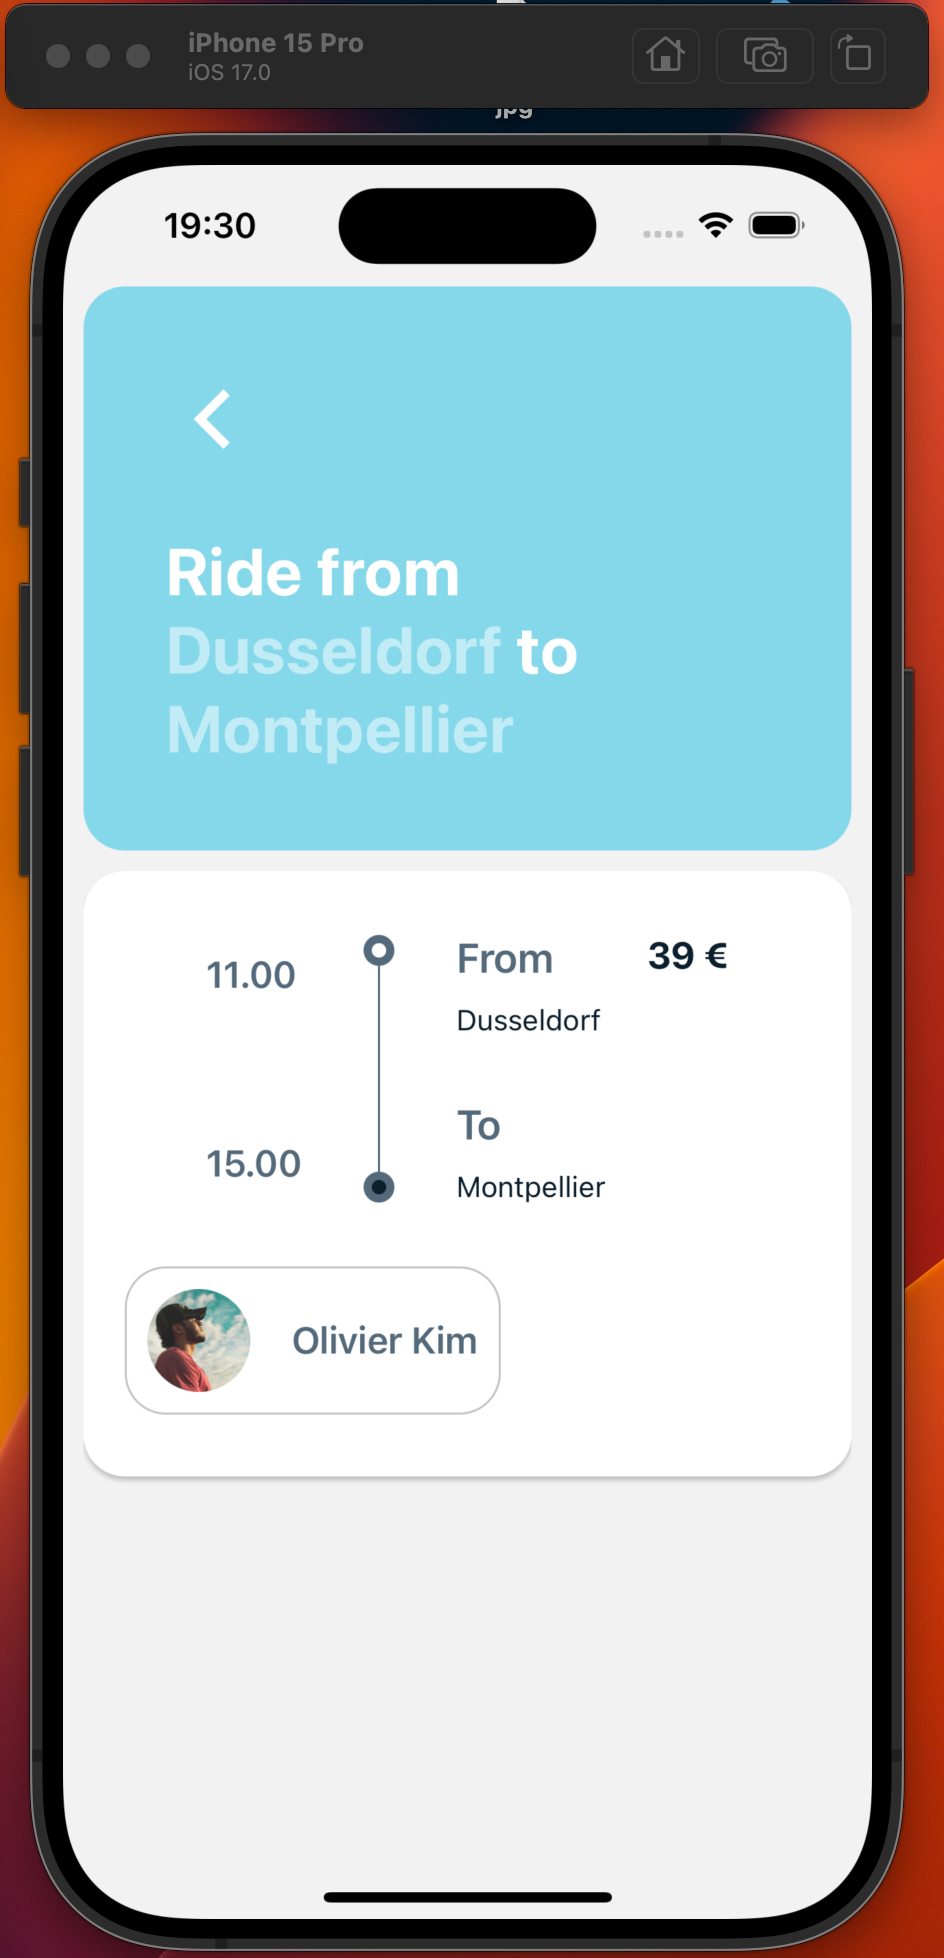 iPhone 15 Pro
iOS 17.0
jpg
19:30
Ride from
Dusseldorf to
Montpellier
11.00
From
39 €
Dusseldorf
To
15.00
Montpellier
Olivier Kim